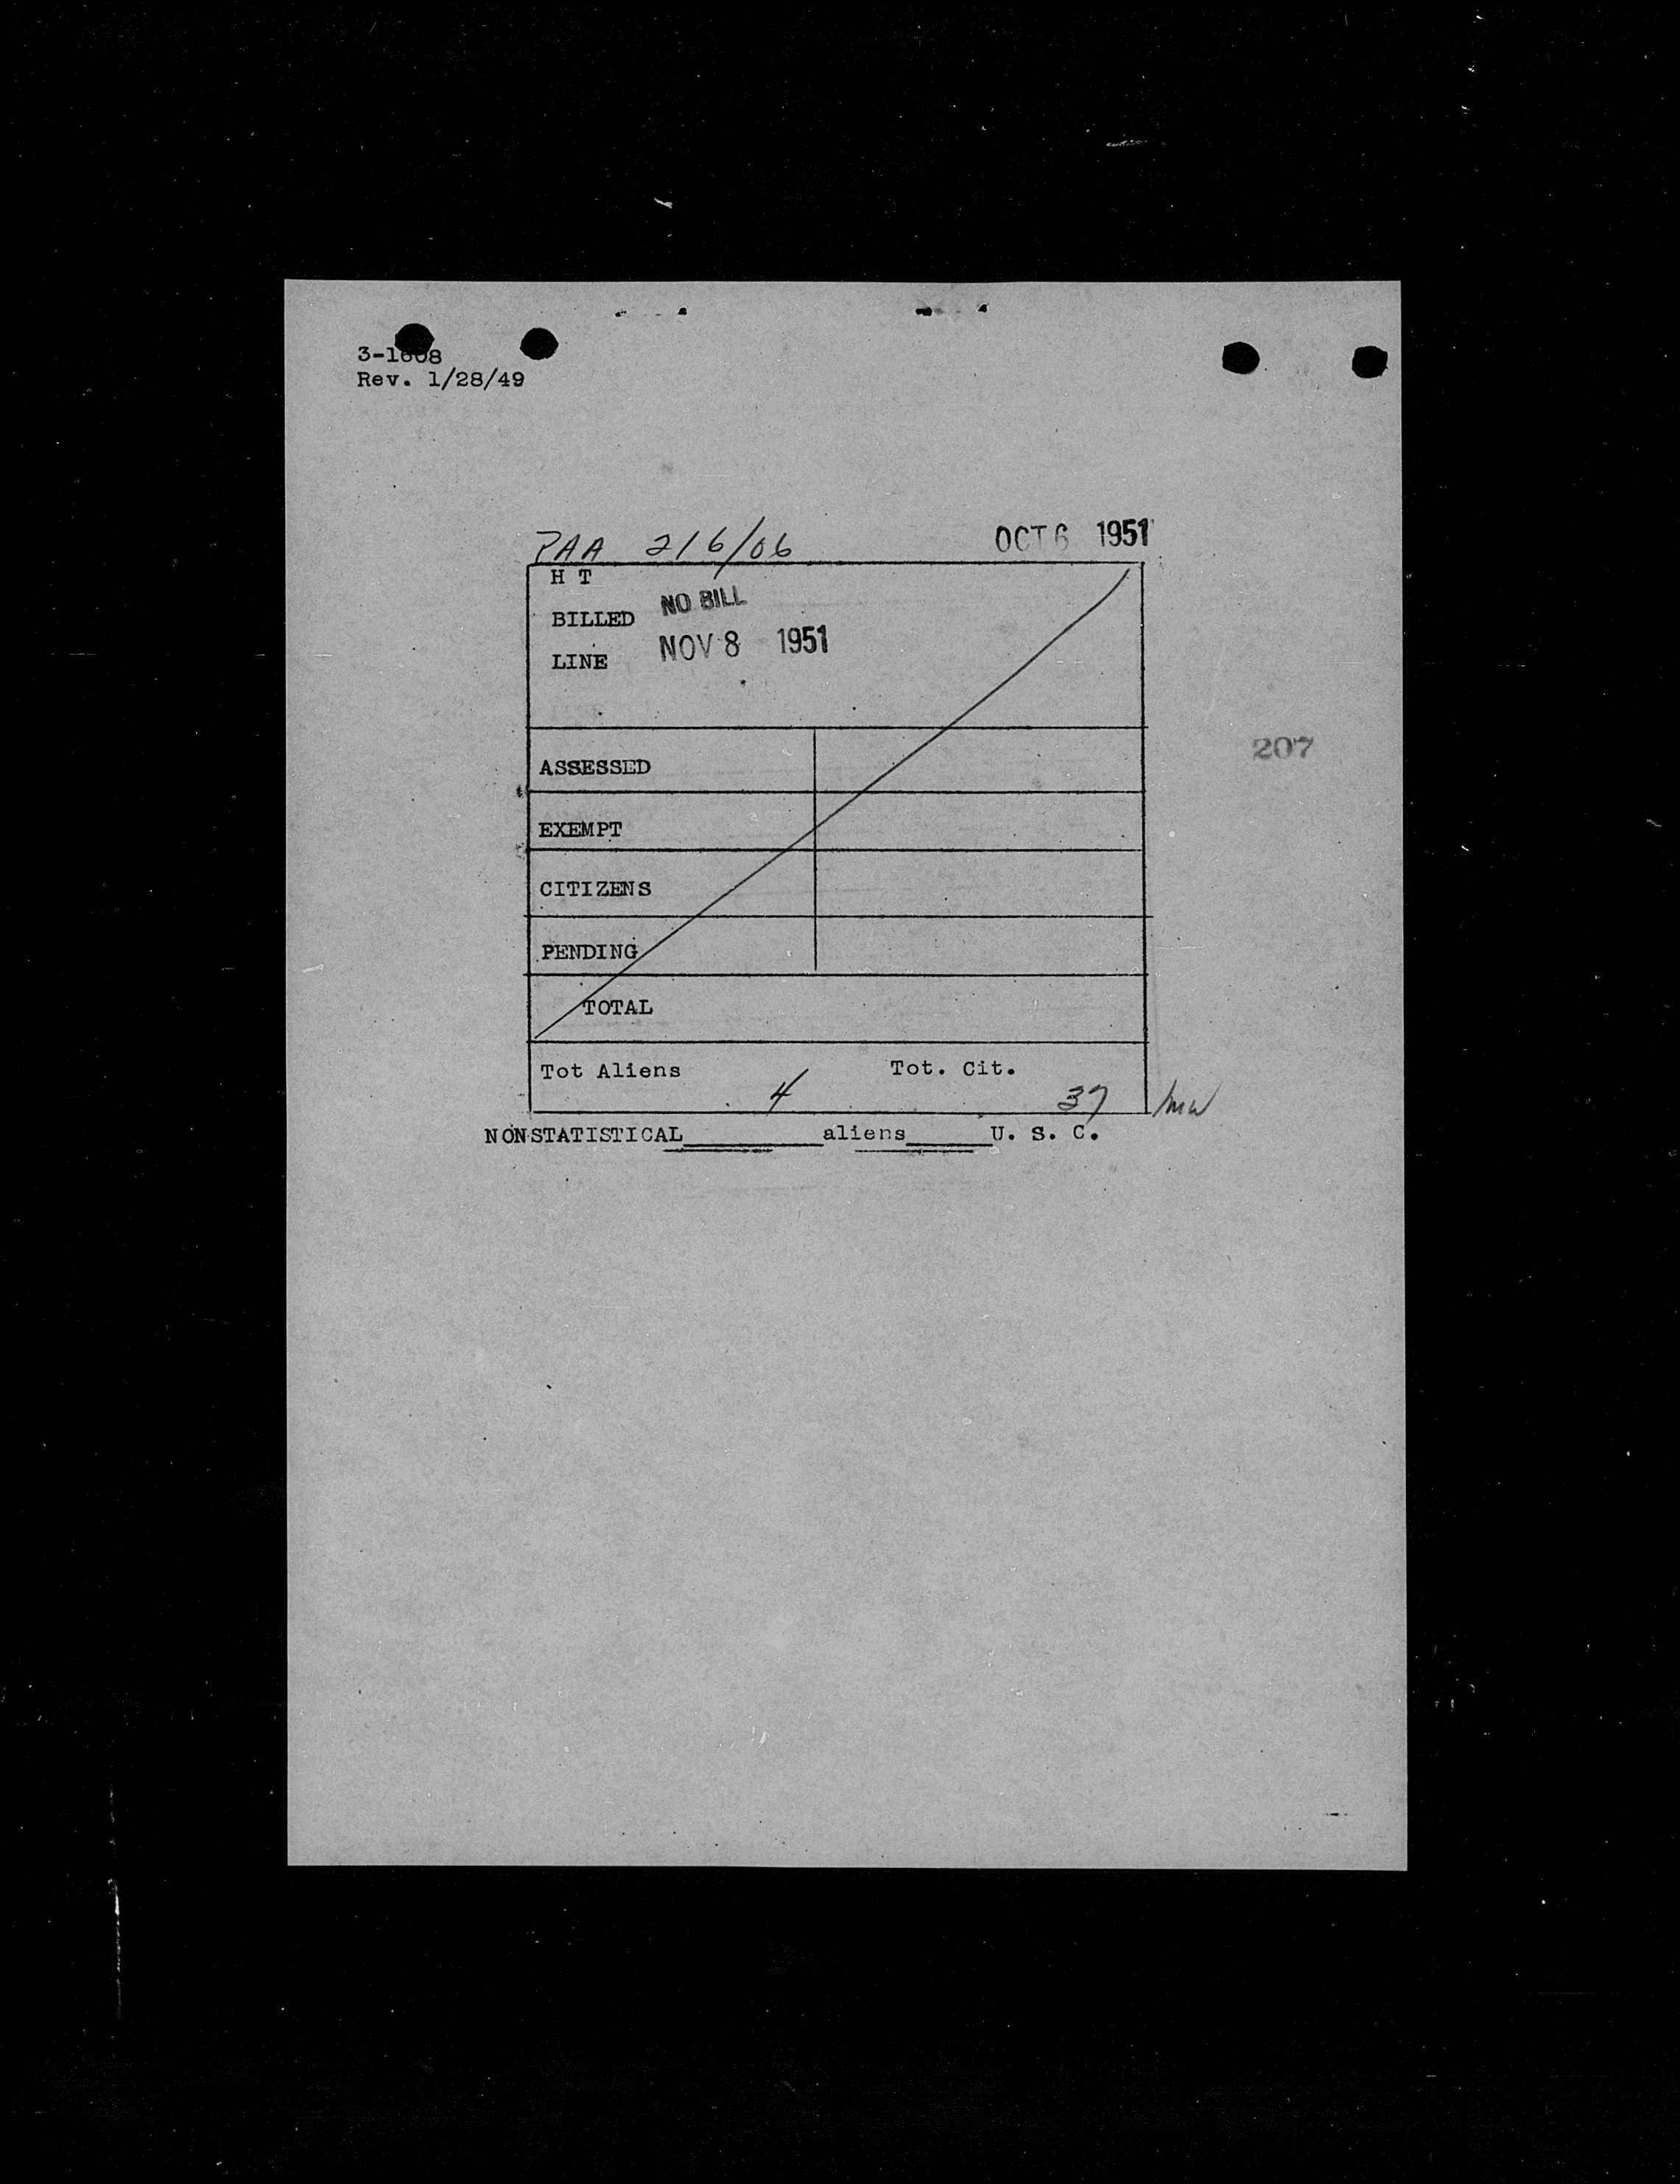 3-1608
Rev. 1/28/49
PAA 216/06 OCT 6 1951
H T
BILLED NO BILL
LINE NOV 8 1951
207
ASSESSED
EXEMPT
CITIZENS
PENDING
TOTAL
Tot Aliens 4 Tot. Cit. 37
NONSTATISTICAL aliens U. S. C.